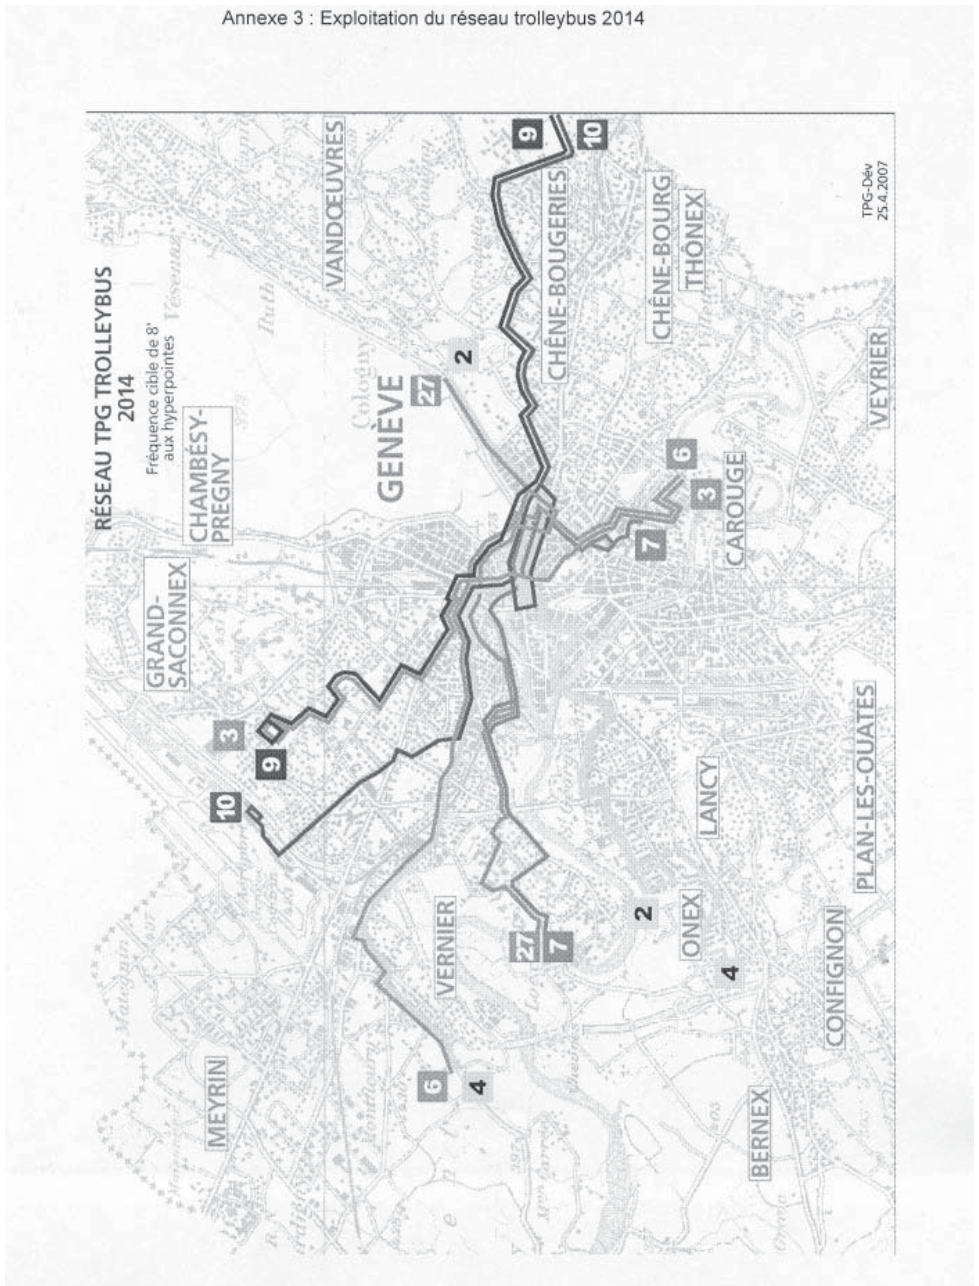 Annexe 3 : Exploitation du réseau trolleybus 2014
RÉSEAU TPG TROLLEYBUS
2014
Fréquence cible de 8'
aux hyperpointes
MEYRIN
GRAND-
SACONNEX
CHAMBÉSY-
PREGNY
VANDŒUVRES
GENÈVE
Cologny
VERNIER
CHÊNE-BOUGERIES
CHÊNE-BOURG
THÔNEX
ONEX
LANCY
CAROUGE
BERNEX
CONFIGNON
PLAN-LES-OUATES
VEYRIER
10
9
3
6
4
27
7
2
4
27
2
7
3
6
9
10
TPG-Dév
25.4.2007